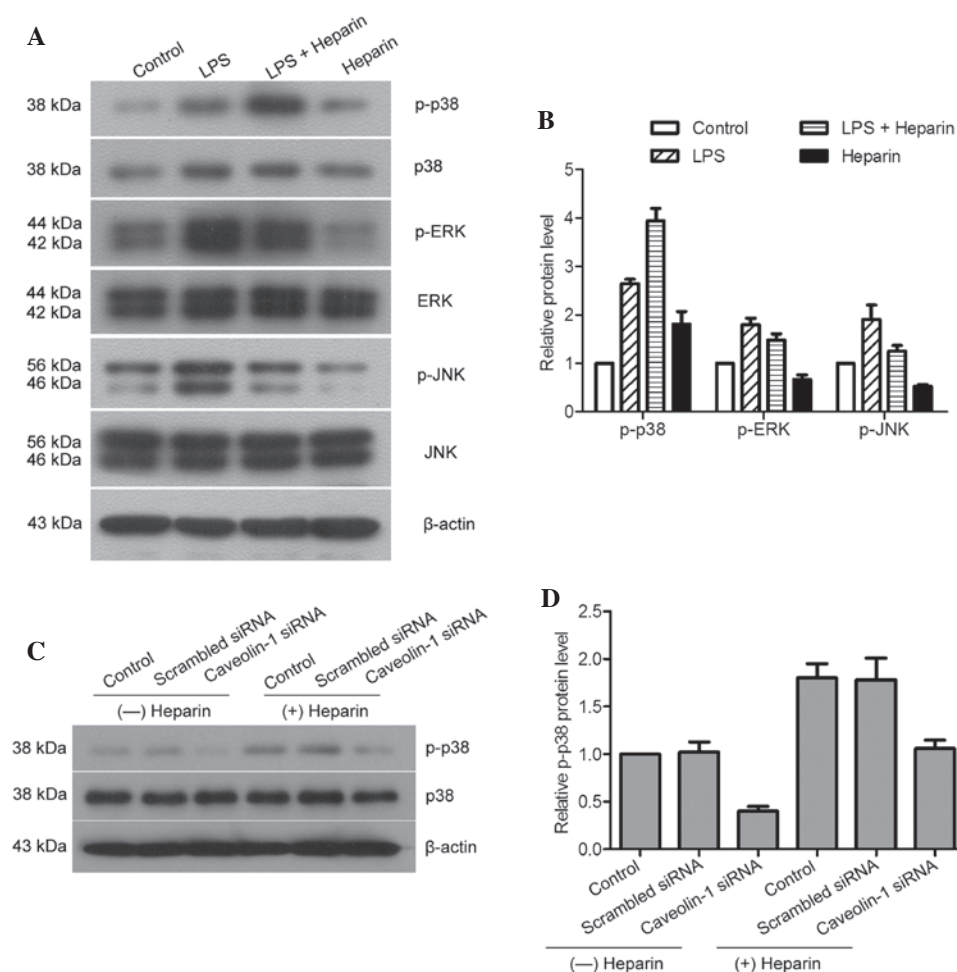 A
Control LPS LPS + Heparin Heparin
38 kDa p-p38
38 kDa p38
44 kDa
42 kDa p-ERK
44 kDa
42 kDa ERK
56 kDa
46 kDa p-JNK
56 kDa
46 kDa JNK
43 kDa β-actin
B
Control LPS + Heparin
LPS Heparin
Relative protein level
5
4
3
2
1
0
p-p38 p-ERK p-JNK
C
Control Scrambled siRNA Caveolin-1 siRNA Control Scrambled siRNA Caveolin-1 siRNA
(—) Heparin (+) Heparin
38 kDa p-p38
38 kDa p38
43 kDa β-actin
D
Relative p-p38 protein level
2.5
2.0
1.5
1.0
0.5
0.0
Control Scrambled siRNA Caveolin-1 siRNA Control Scrambled siRNA Caveolin-1 siRNA
(—) Heparin (+) Heparin